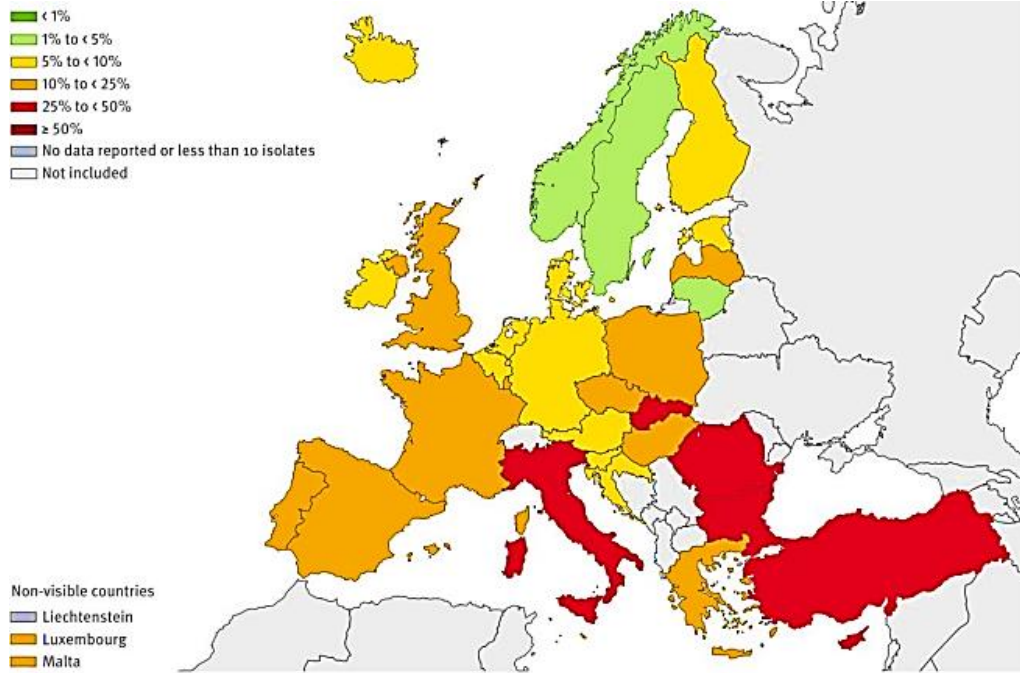 < 1%
1% to < 5%
5% to < 10%
10% to < 25%
25% to < 50%
≥ 50%
No data reported or less than 10 isolates
Not included
Non-visible countries
Liechtenstein
Luxembourg
Malta